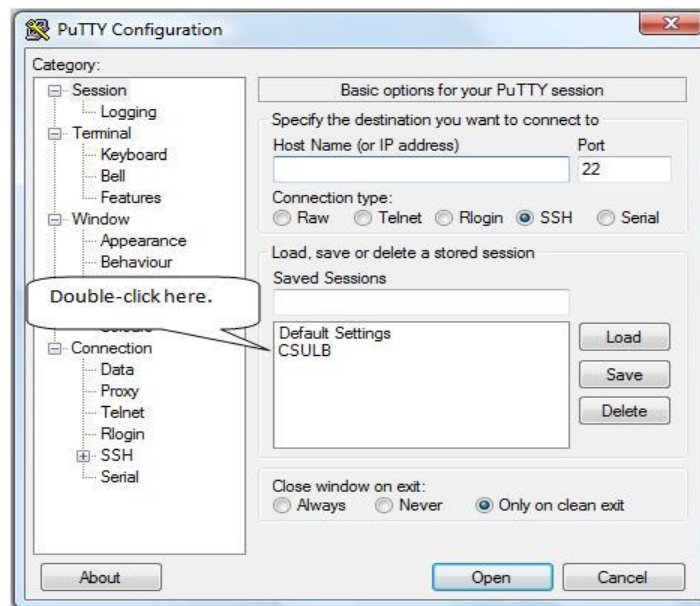 PuTTY Configuration
Category:
Session
Logging
Terminal
Keyboard
Bell
Features
Window
Appearance
Behaviour
Double-click here.
Connection
Data
Proxy
Telnet
Rlogin
SSH
Serial
Basic options for your PuTTY session
Specify the destination you want to connect to
Host Name (or IP address) Port
22
Connection type:
Raw Telnet Rlogin SSH Serial
Load, save or delete a stored session
Saved Sessions
Default Settings
CSULB
Load
Save
Delete
Close window on exit:
Always Never Only on clean exit
About Open Cancel